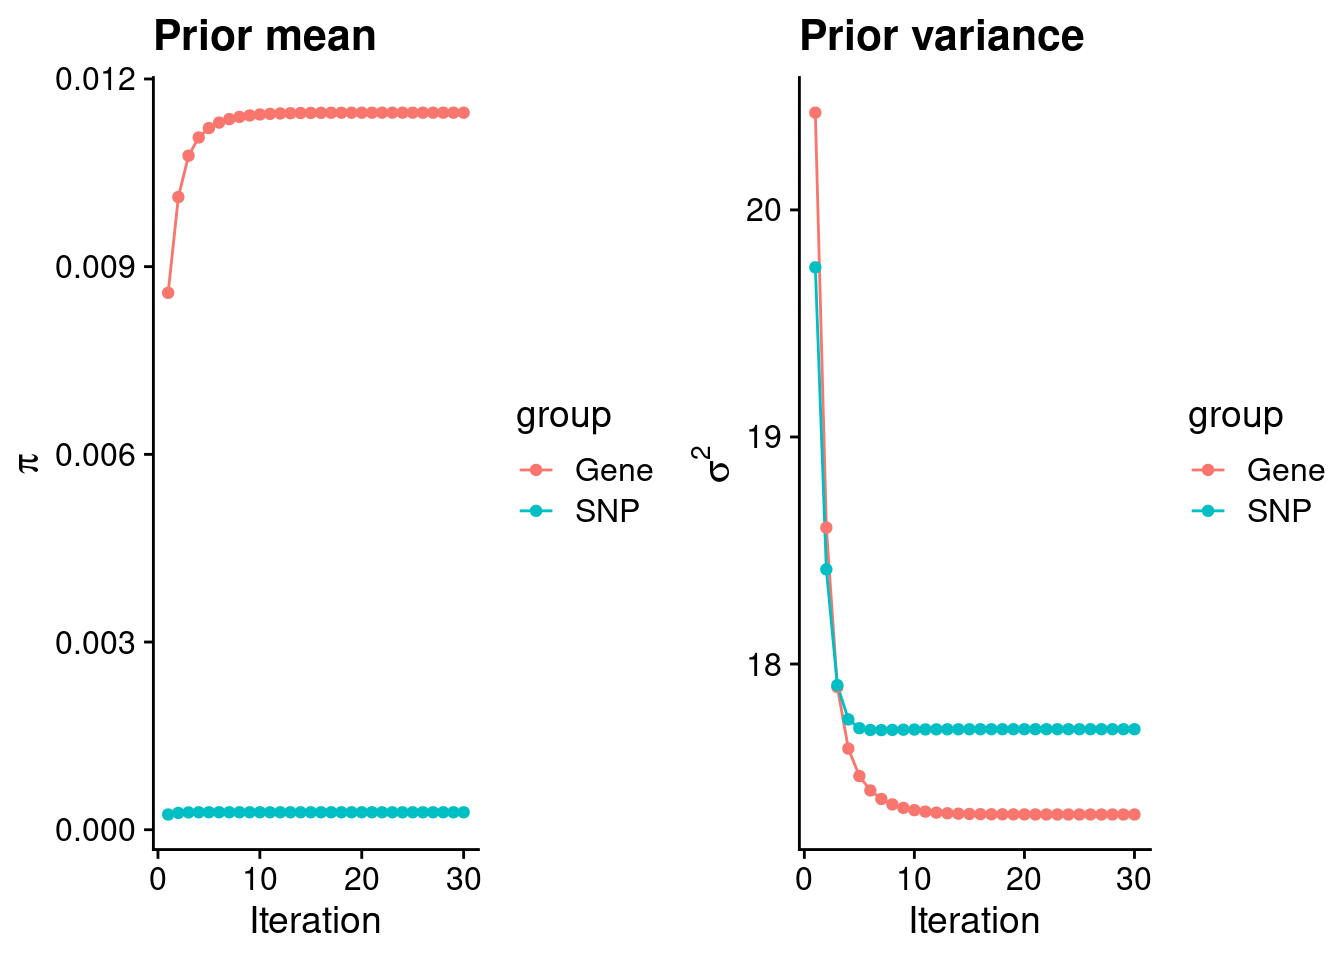 Prior mean
0.012
0.009
0.006
0.003
0.000
π
0 10 20 30
Iteration
group
Gene
SNP
Prior variance
20
19
18
σ²
0 10 20 30
Iteration
group
Gene
SNP